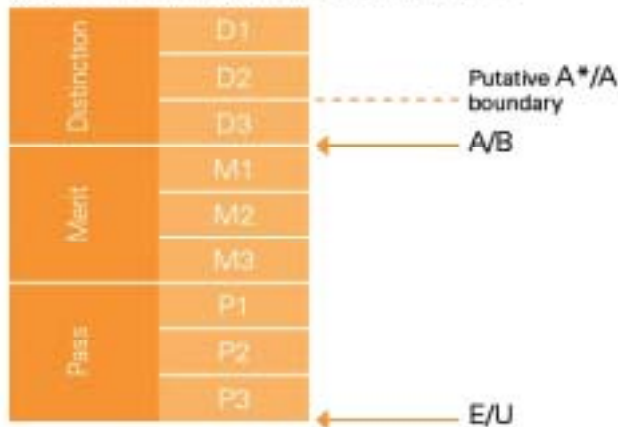 Distinction
D1
D2
D3
Putative A*/A
boundary
A/B
Merit
M1
M2
M3
Pass
P1
P2
P3
E/U